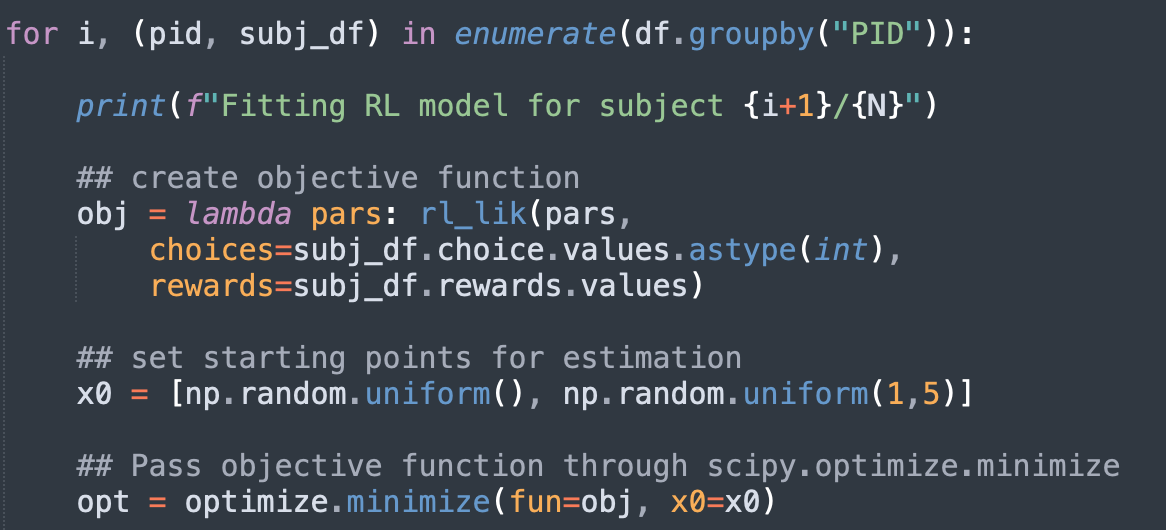 for i, (pid, subj_df) in enumerate(df.groupby("PID")):
print(f"Fitting RL model for subject {i+1}/{N}")
## create objective function
obj = lambda pars: rl_lik(pars,
choices=subj_df.choice.values.astype(int),
rewards=subj_df.rewards.values)
## set starting points for estimation
x0 = [np.random.uniform(), np.random.uniform(1,5)]
## Pass objective function through scipy.optimize.minimize
opt = optimize.minimize(fun=obj, x0=x0)